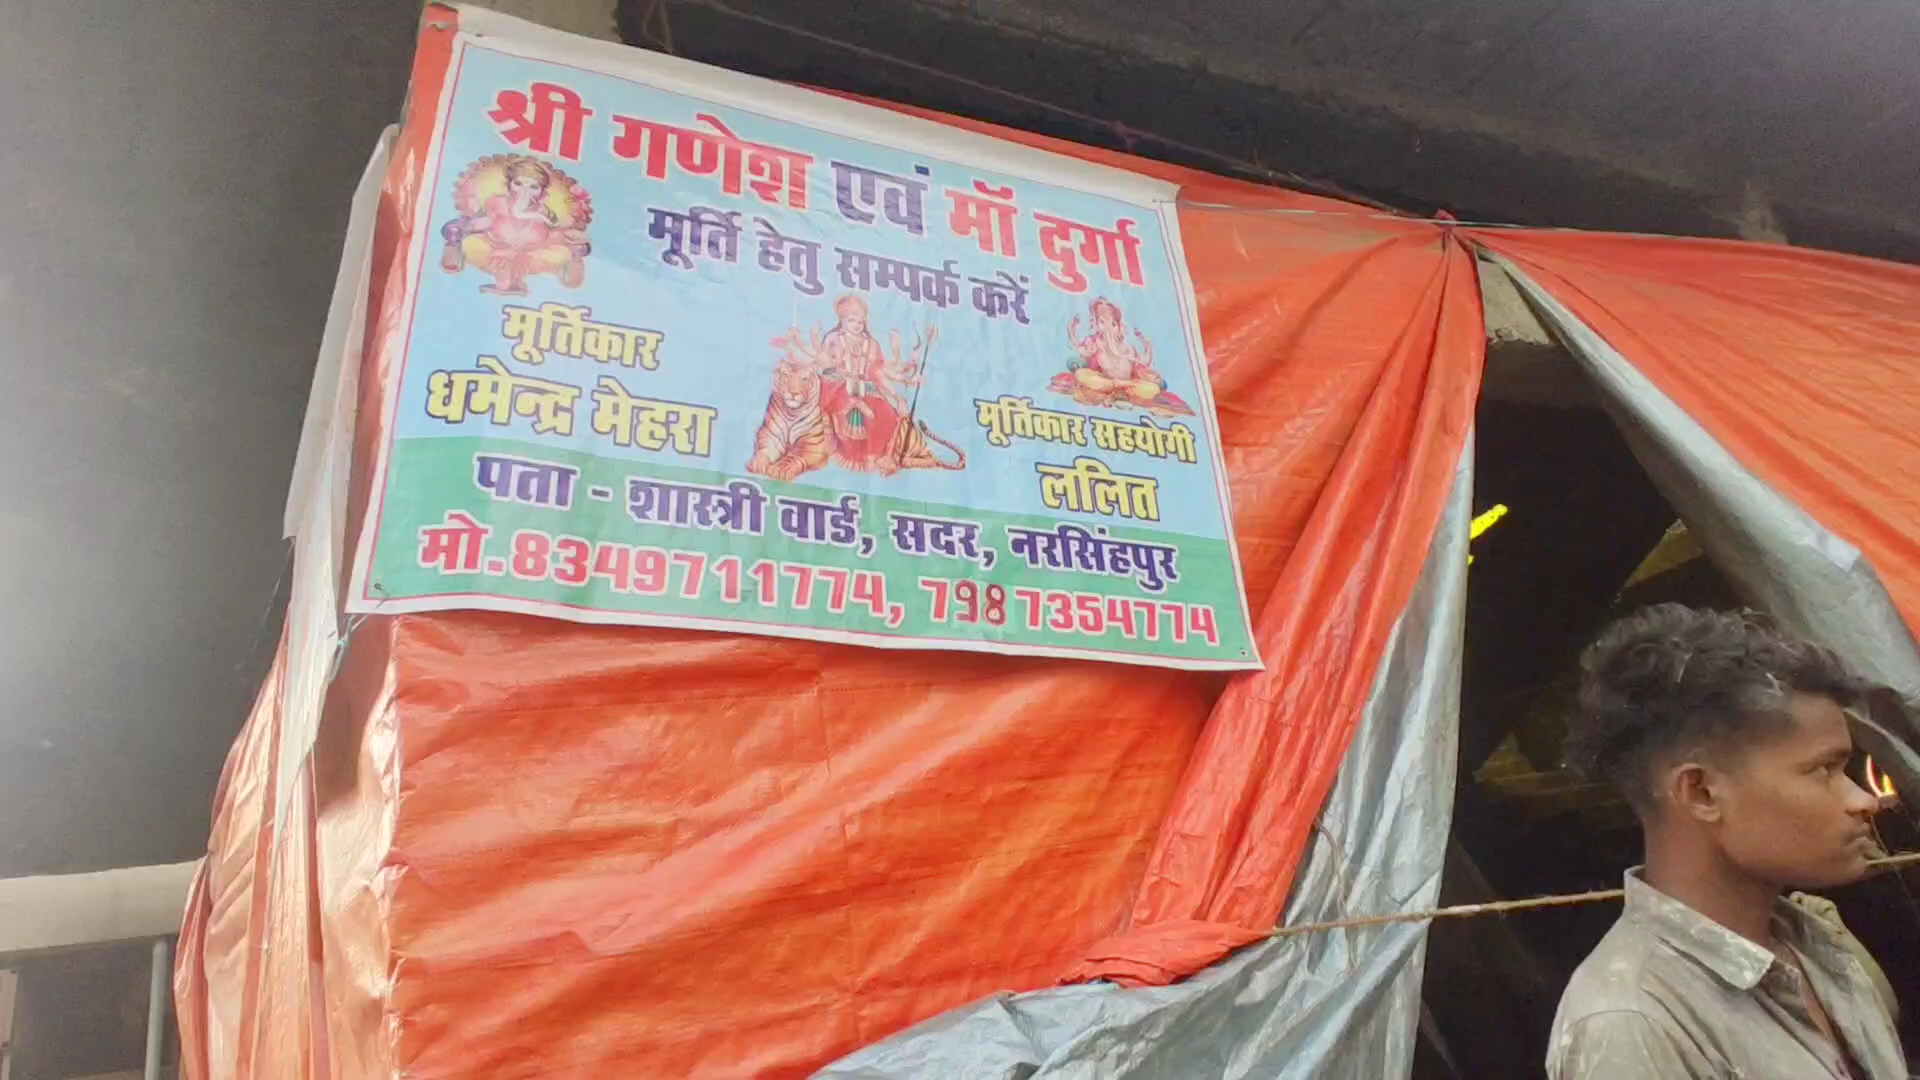 श्री गणेश एवं माँ दुर्गा
मूर्ति हेतु सम्पर्क करें
मूर्तिकार
धमेन्द्र मेहरा
मूर्तिकार सहयोगी
ललित
पता - शास्त्री वार्ड, सदर, नरसिंहपुर
मो.8349711774, 7987354774